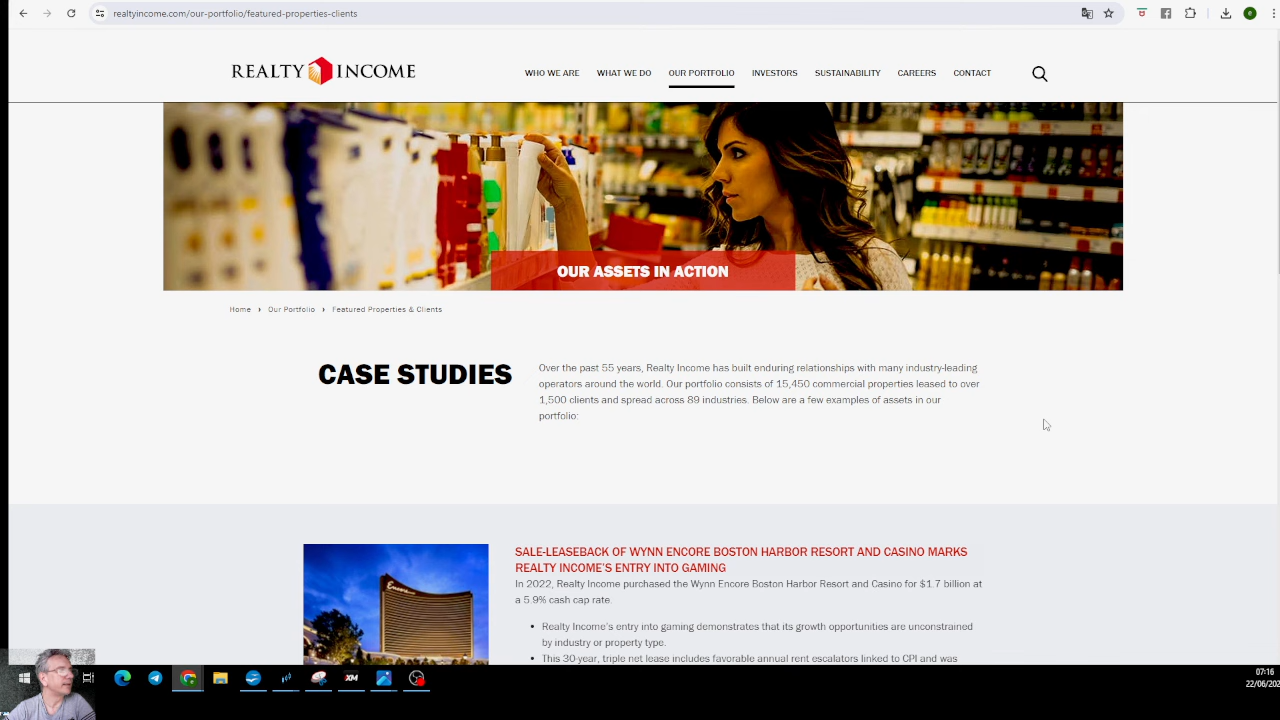 realtyincome.com/our-portfolio/featured-properties-clients
REALTY INCOME
WHO WE ARE WHAT WE DO OUR PORTFOLIO INVESTORS SUSTAINABILITY CAREERS CONTACT
OUR ASSETS IN ACTION
Home › Our Portfolio › Featured Properties & Clients
CASE STUDIES
Over the past 55 years, Realty Income has built enduring relationships with many industry-leading
operators around the world. Our portfolio consists of 15,450 commercial properties leased to over
1,500 clients and spread across 89 industries. Below are a few examples of assets in our
portfolio:
Encore
SALE-LEASEBACK OF WYNN ENCORE BOSTON HARBOR RESORT AND CASINO MARKS
REALTY INCOME'S ENTRY INTO GAMING
In 2022, Realty Income purchased the Wynn Encore Boston Harbor Resort and Casino for $1.7 billion at
a 5.9% cash cap rate.
• Realty Income's entry into gaming demonstrates that its growth opportunities are unconstrained
by industry or property type.
• This 30-year, triple net lease includes favorable annual rent escalators linked to CPI and was
XM
07:16
22/06/202